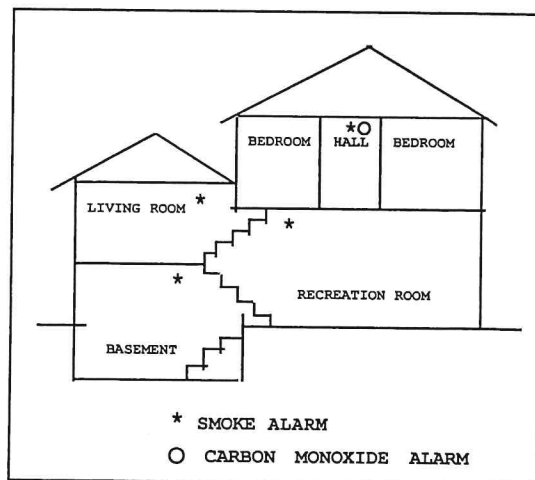 BEDROOM HALL BEDROOM
* O
LIVING ROOM *
*
*
RECREATION ROOM
BASEMENT
* SMOKE ALARM
O CARBON MONOXIDE ALARM